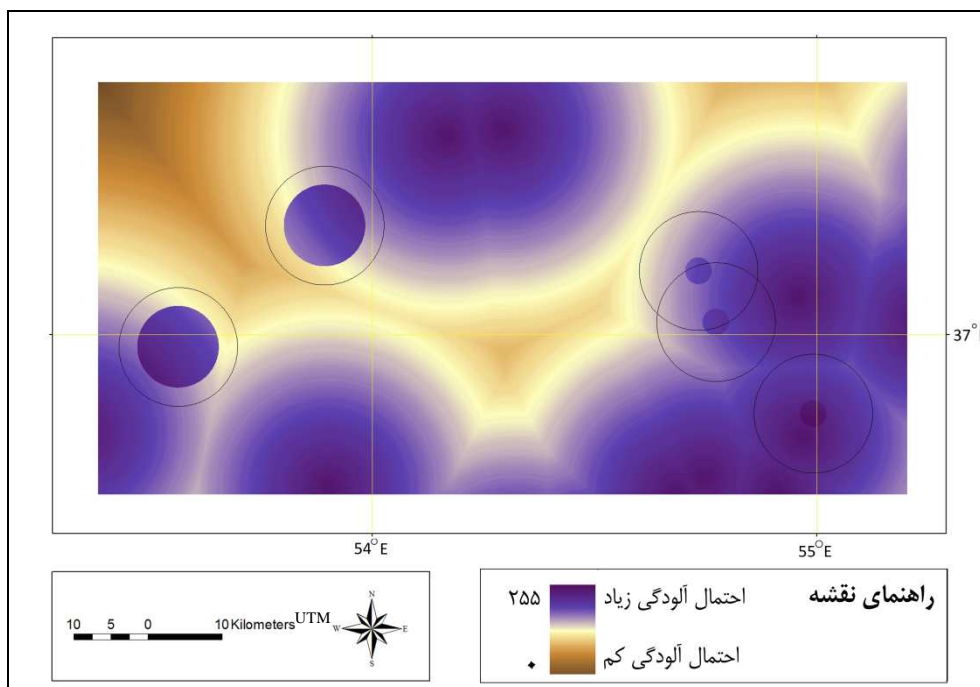 37°
54°E
55°E
10 5 0 10 Kilometers
UTM
N
W E
S
راهنمای نقشه
احتمال آلودگی زیاد ۲۵۵
احتمال آلودگی کم ۰